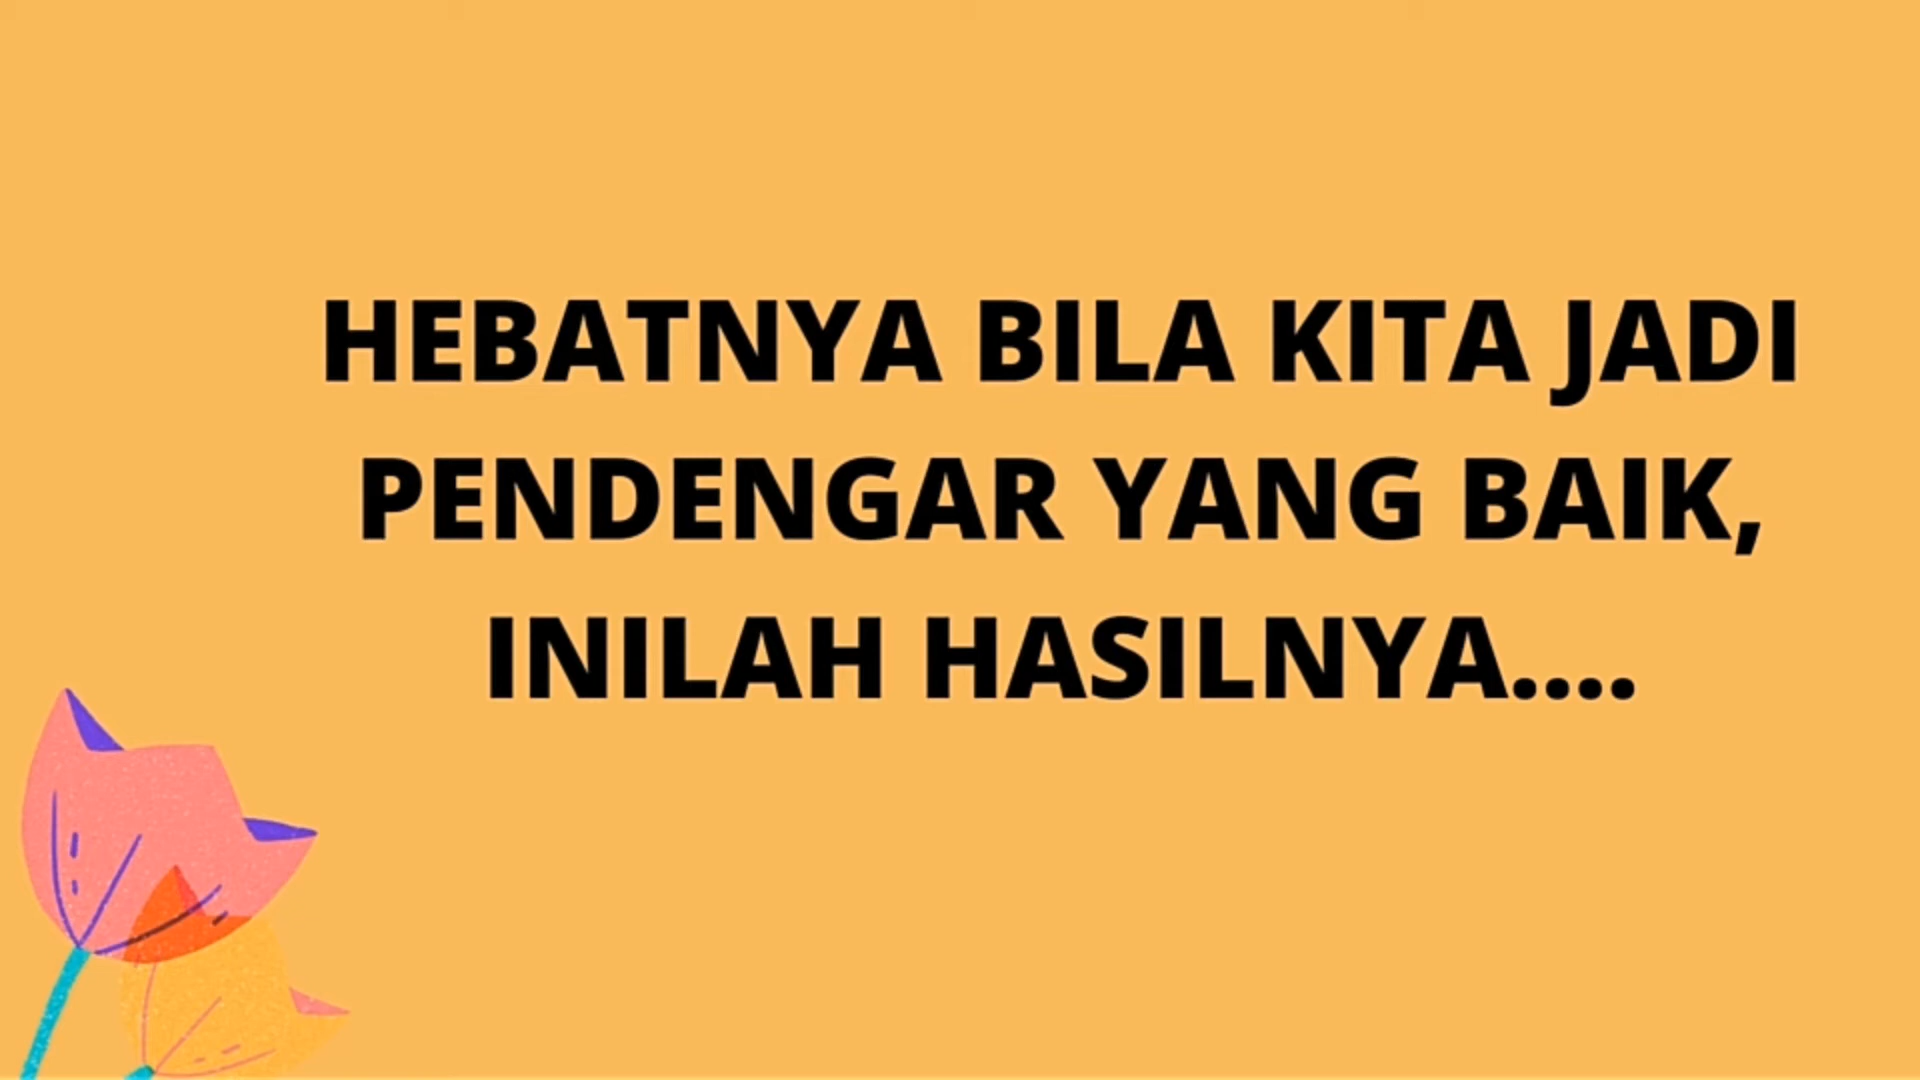 HEBATNYA BILA KITA JADI
PENDENGAR YANG BAIK,
INILAH HASILNYA....